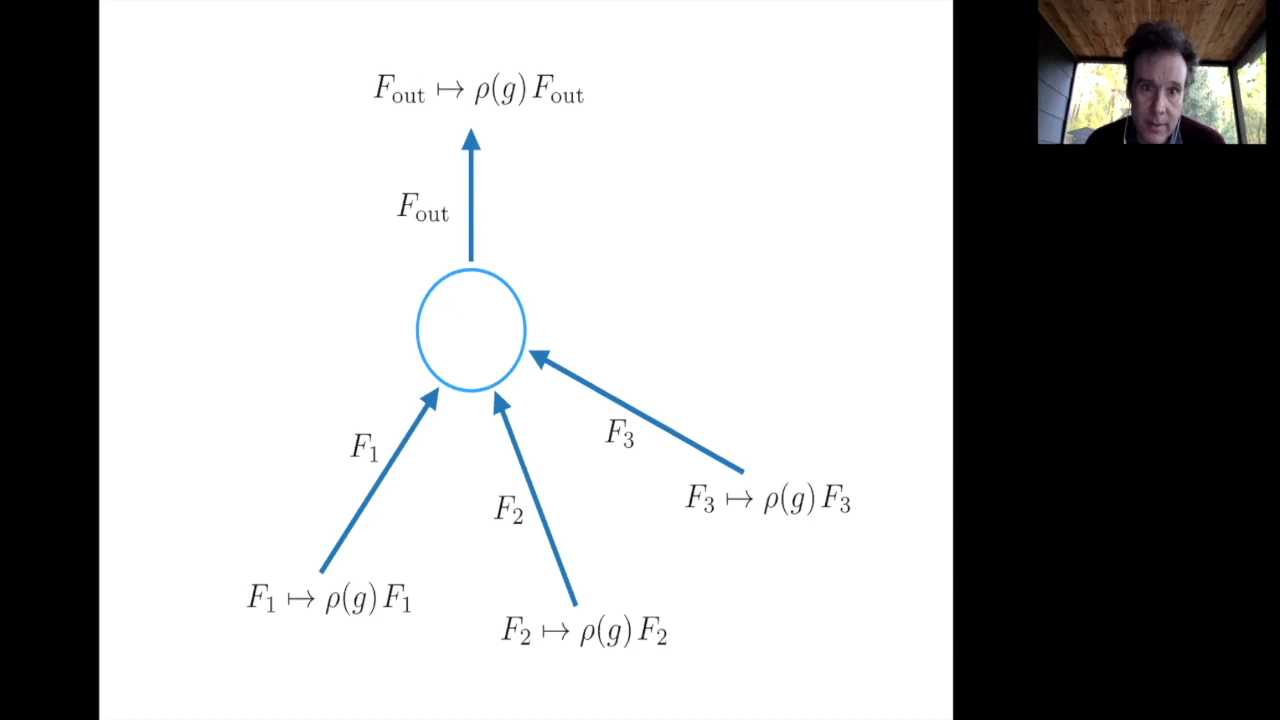 F_out ↦ ρ(g) F_out
F_out
F_1
F_3
F_2
F_3 ↦ ρ(g) F_3
F_1 ↦ ρ(g) F_1
F_2 ↦ ρ(g) F_2